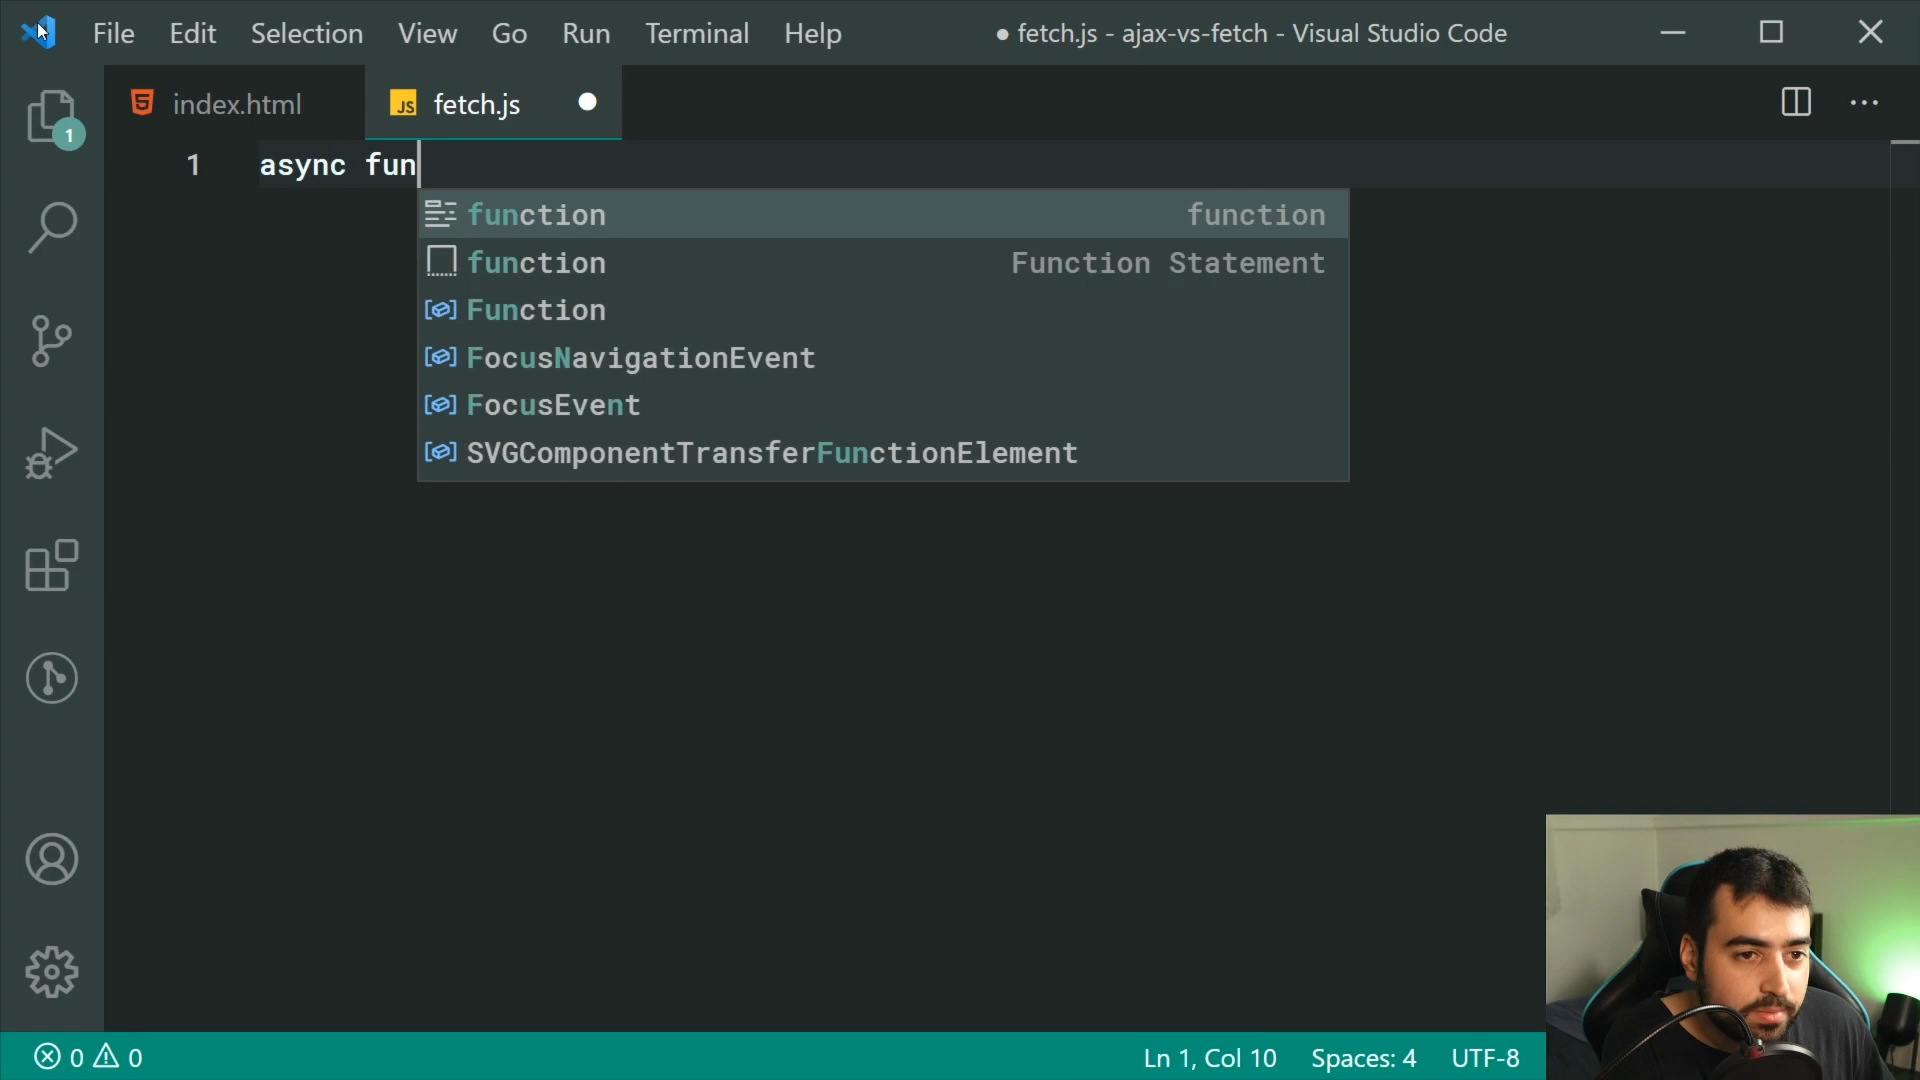 File Edit Selection View Go Run Terminal Help ● fetch.js - ajax-vs-fetch - Visual Studio Code
index.html JS fetch.js
1
1 async fun
function function
function Function Statement
Function
FocusNavigationEvent
FocusEvent
SVGComponentTransferFunctionElement
0 0 Ln 1, Col 10 Spaces: 4 UTF-8